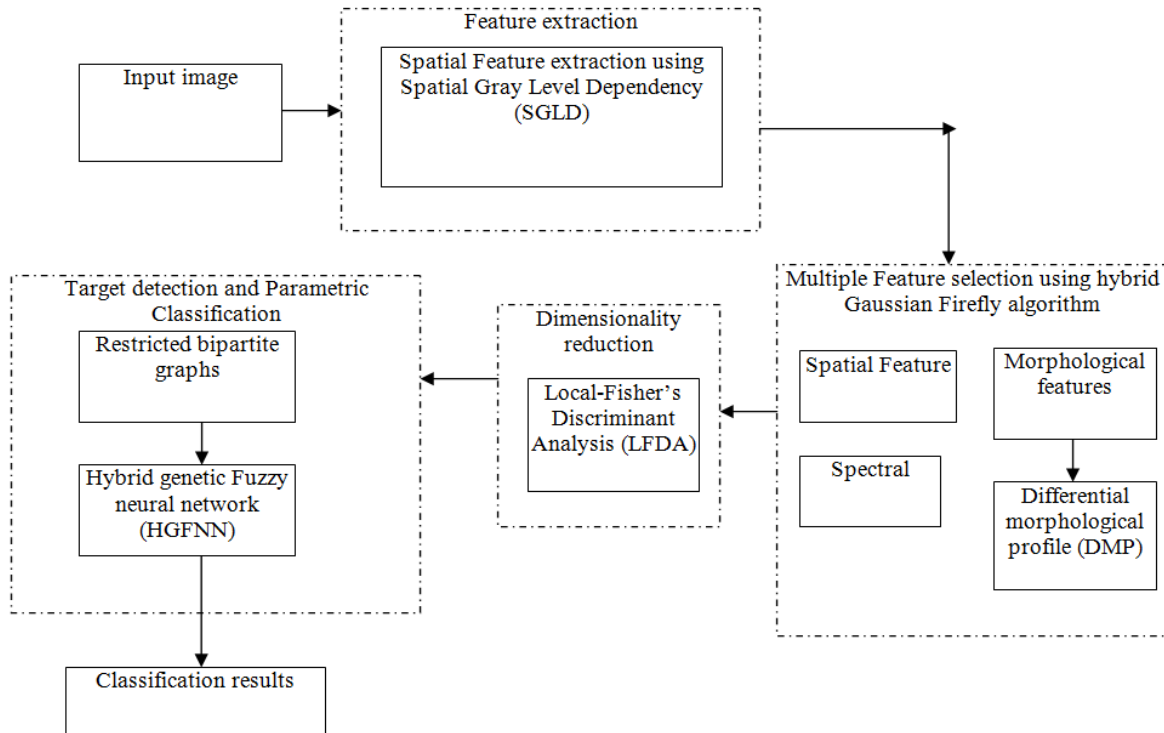 Feature extraction
Input image
Spatial Feature extraction using
Spatial Gray Level Dependency
(SGLD)
Multiple Feature selection using hybrid
Gaussian Firefly algorithm
Spatial Feature
Morphological
features
Spectral
Differential
morphological
profile (DMP)
Dimensionality
reduction
Local-Fisher’s
Discriminant
Analysis (LFDA)
Target detection and Parametric
Classification
Restricted bipartite
graphs
Hybrid genetic Fuzzy
neural network
(HGFNN)
Classification results